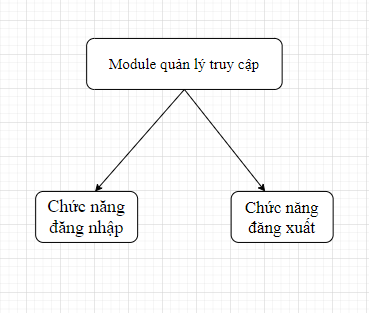 Module quản lý truy cập
Chức năng
đăng nhập
Chức năng
đăng xuất